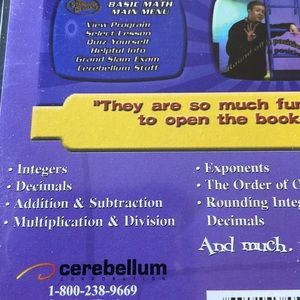 BASIC MATH
MAIN MENU
View Program
Select Lesson
Quiz Yourself
Helpful Info
Grand Slam Exam
Cerebellum Stuff
"They are so much fun
to open the book
• Integers
• Decimals
• Addition & Subtraction
• Multiplication & Division
• Exponents
• The Order of
• Rounding
Decimals
And much
cerebellum
CORPORATION
1-800-238-9669